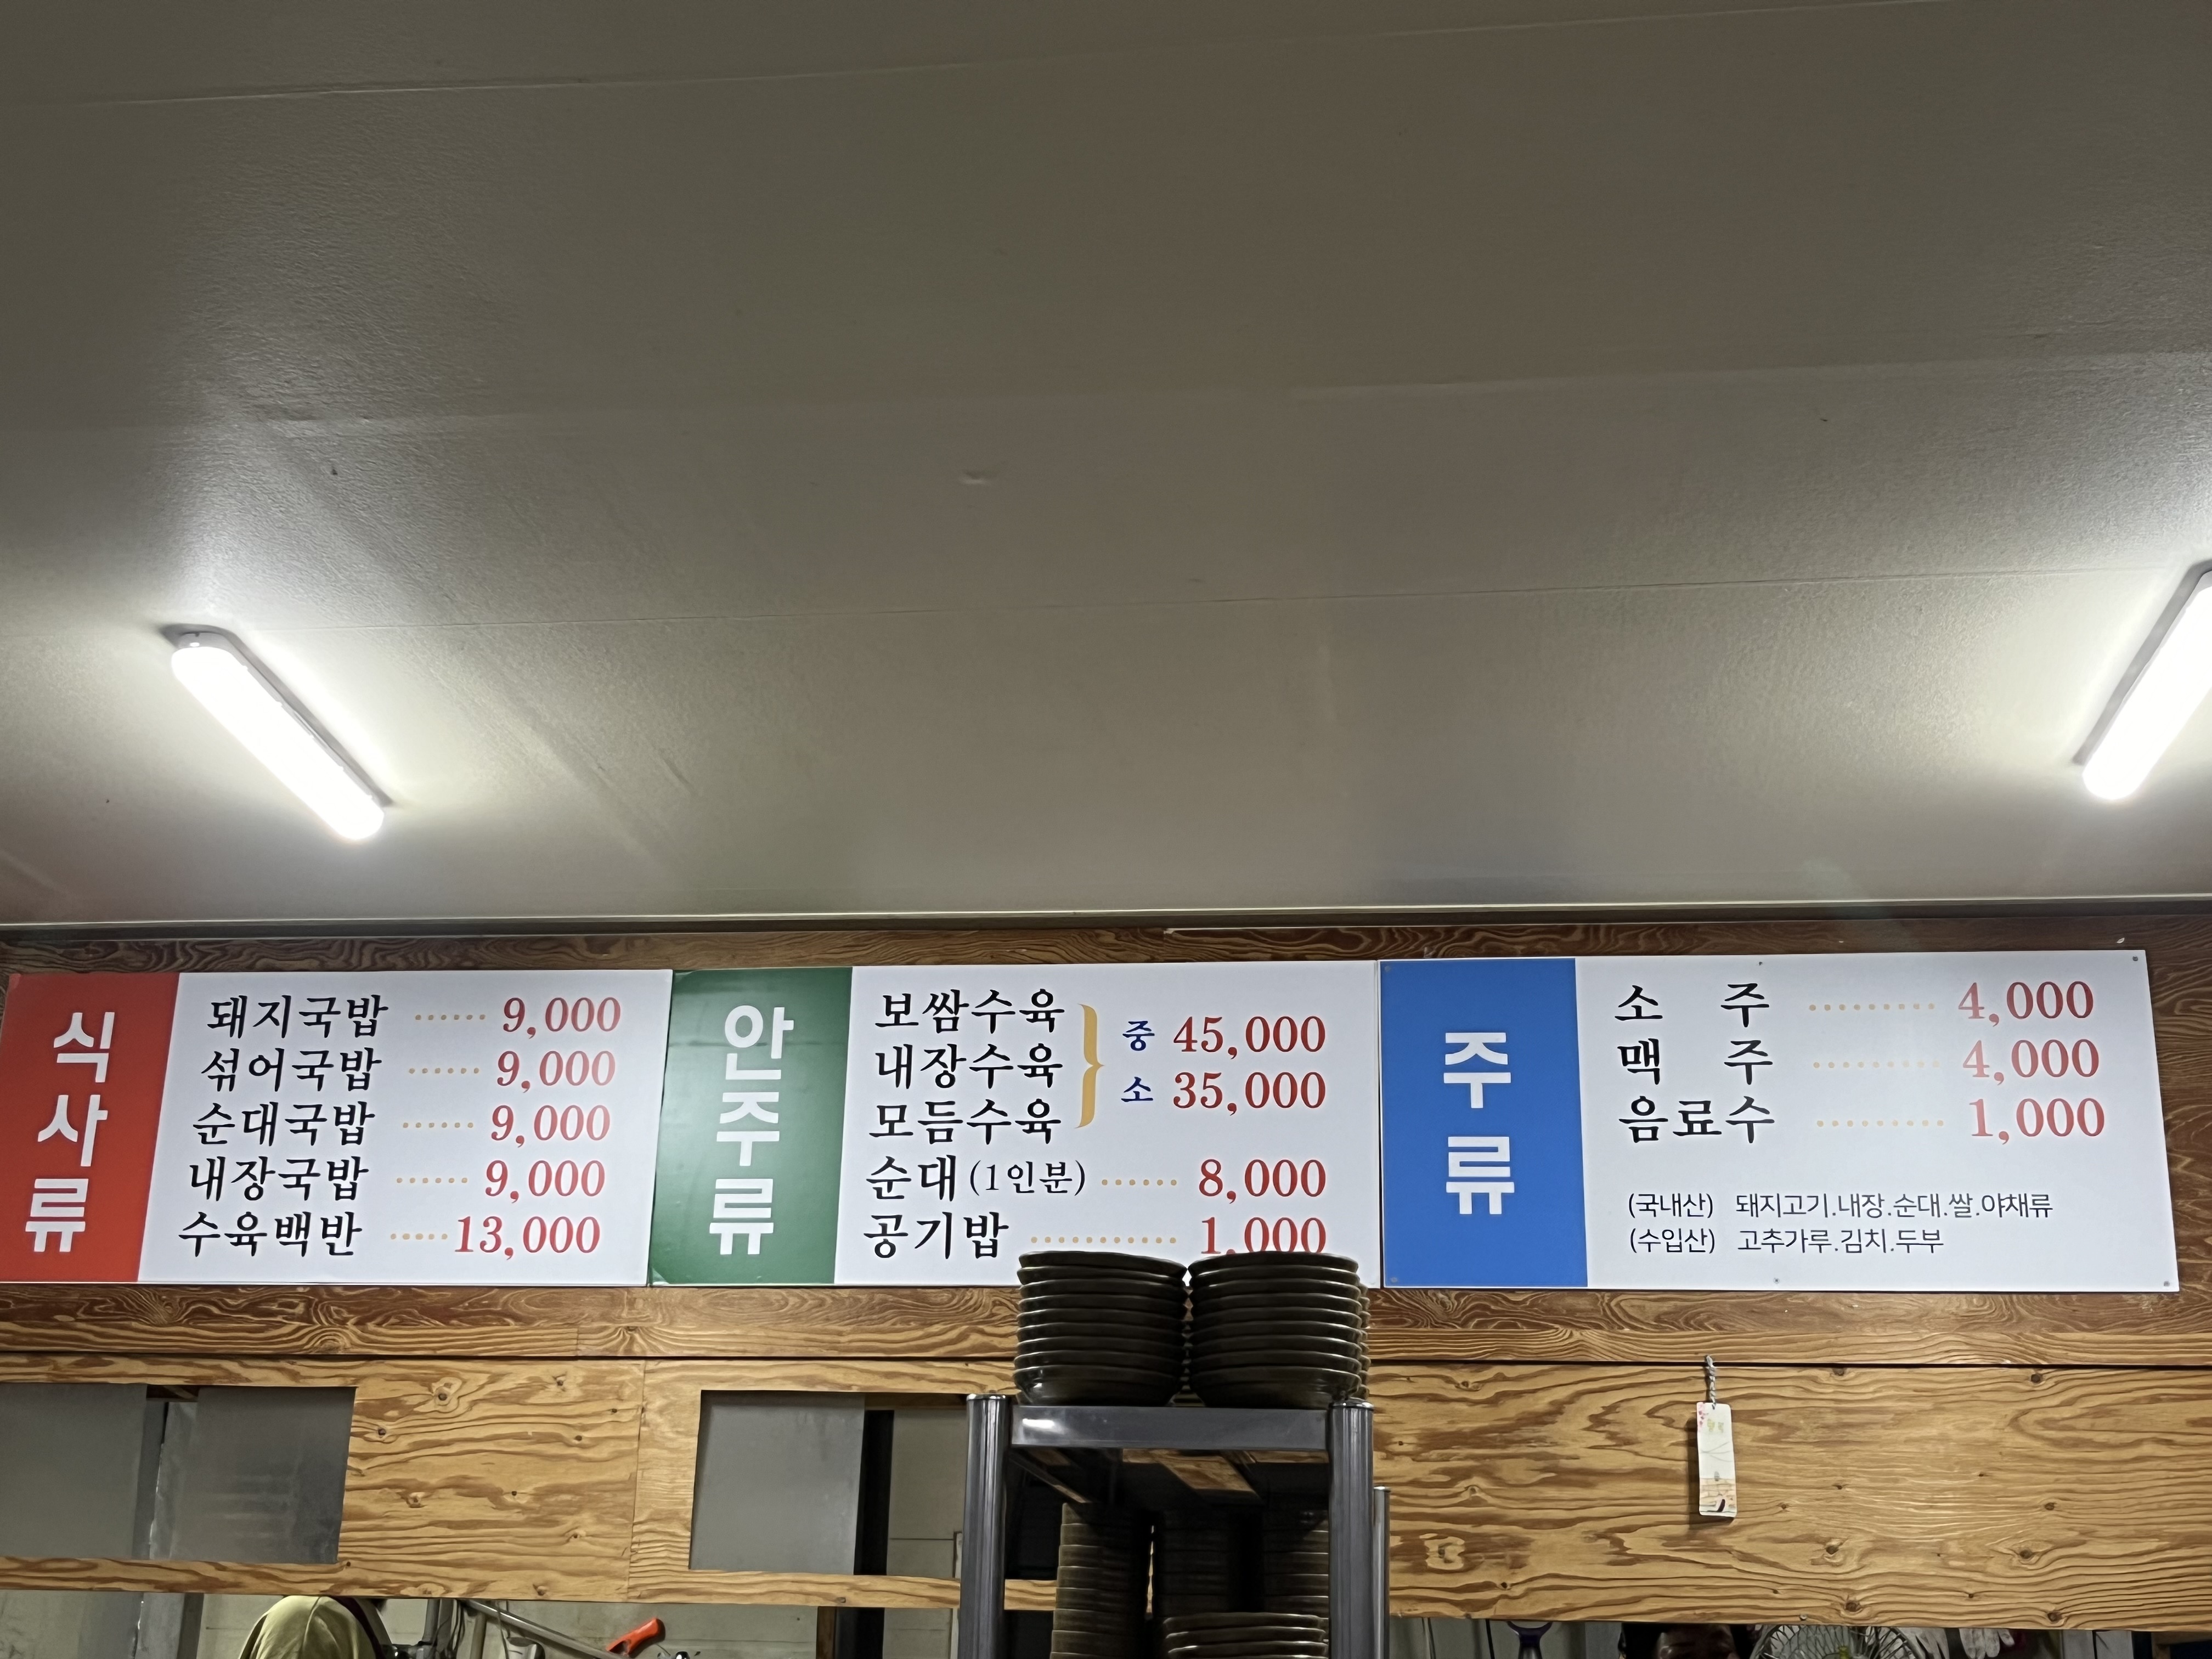 식사류
돼지국밥 ...... 9,000
섞어국밥 ...... 9,000
순대국밥 ...... 9,000
내장국밥 ...... 9,000
수육백반 ..... 13,000
안주류
보쌈수육
내장수육
모듬수육
중 45,000
소 35,000
순대 (1인분) ...... 8,000
공기밥 ............ 1,000
주류
소 주 ......... 4,000
맥 주 ......... 4,000
음료수 ......... 1,000
(국내산) 돼지고기.내장.순대.쌀.야채류
(수입산) 고추가루.김치.두부